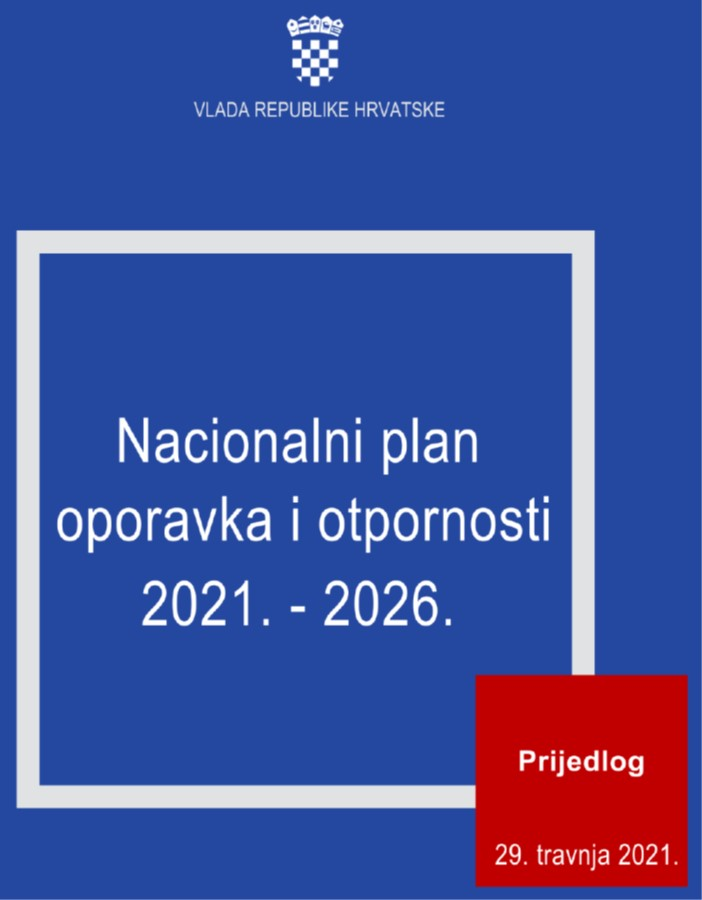 VLADA REPUBLIKE HRVATSKE
Nacionalni plan
oporavka i otpornosti
2021. - 2026.
Prijedlog
29. travnja 2021.